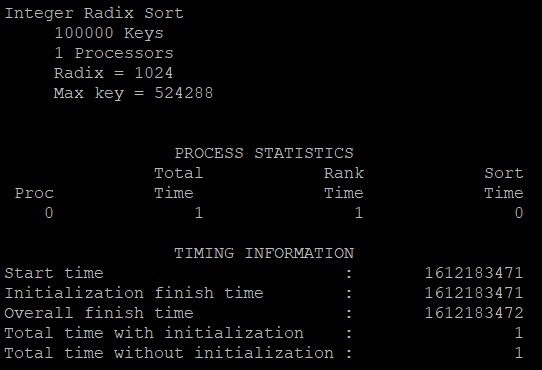 Integer Radix Sort
100000 Keys
1 Processors
Radix = 1024
Max key = 524288
PROCESS STATISTICS
Total Rank Sort
Proc Time Time Time
0 1 1 0
TIMING INFORMATION
Start time : 1612183471
Initialization finish time : 1612183471
Overall finish time : 1612183472
Total time with initialization : 1
Total time without initialization : 1